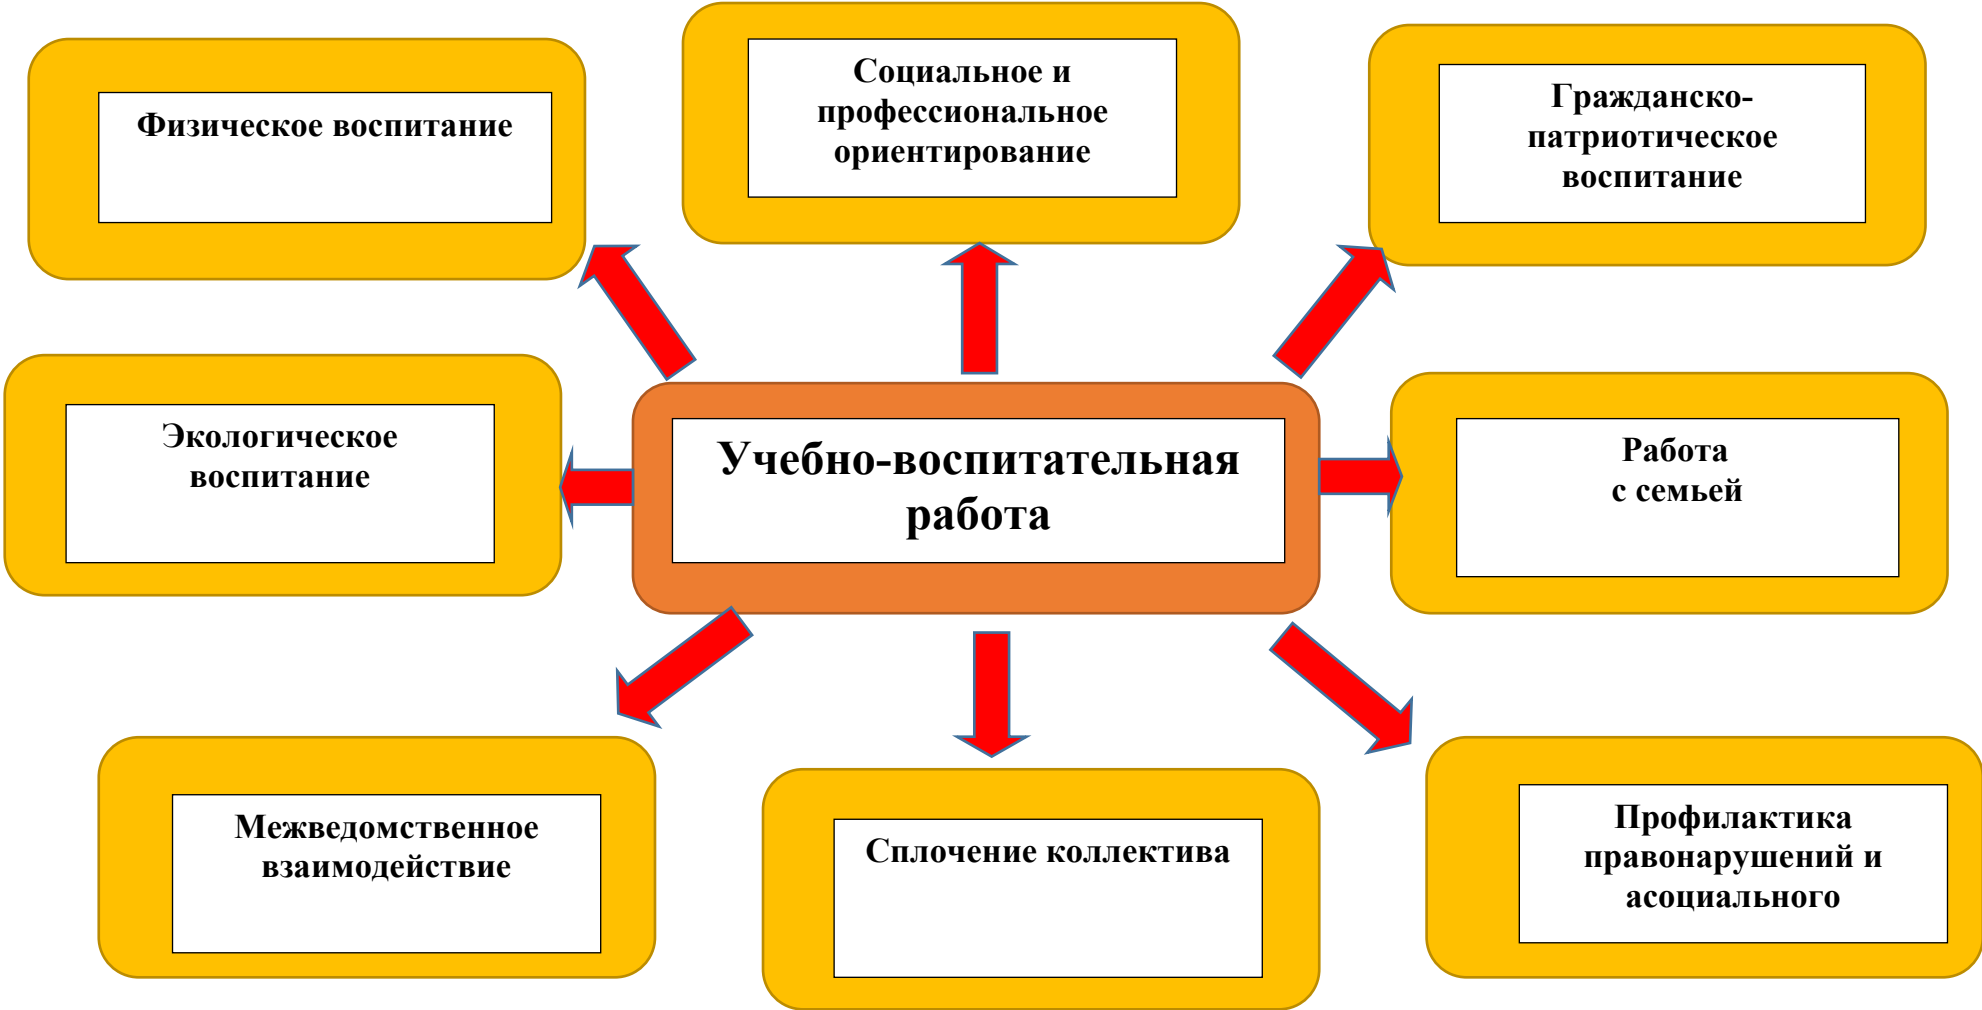 Физическое воспитание
Социальное и
профессиональное
ориентирование
Гражданско-
патриотическое
воспитание
Экологическое
воспитание
Учебно-воспитательная
работа
Работа
с семьей
Межведомственное
взаимодействие
Сплочение коллектива
Профилактика
правонарушений и
асоциального